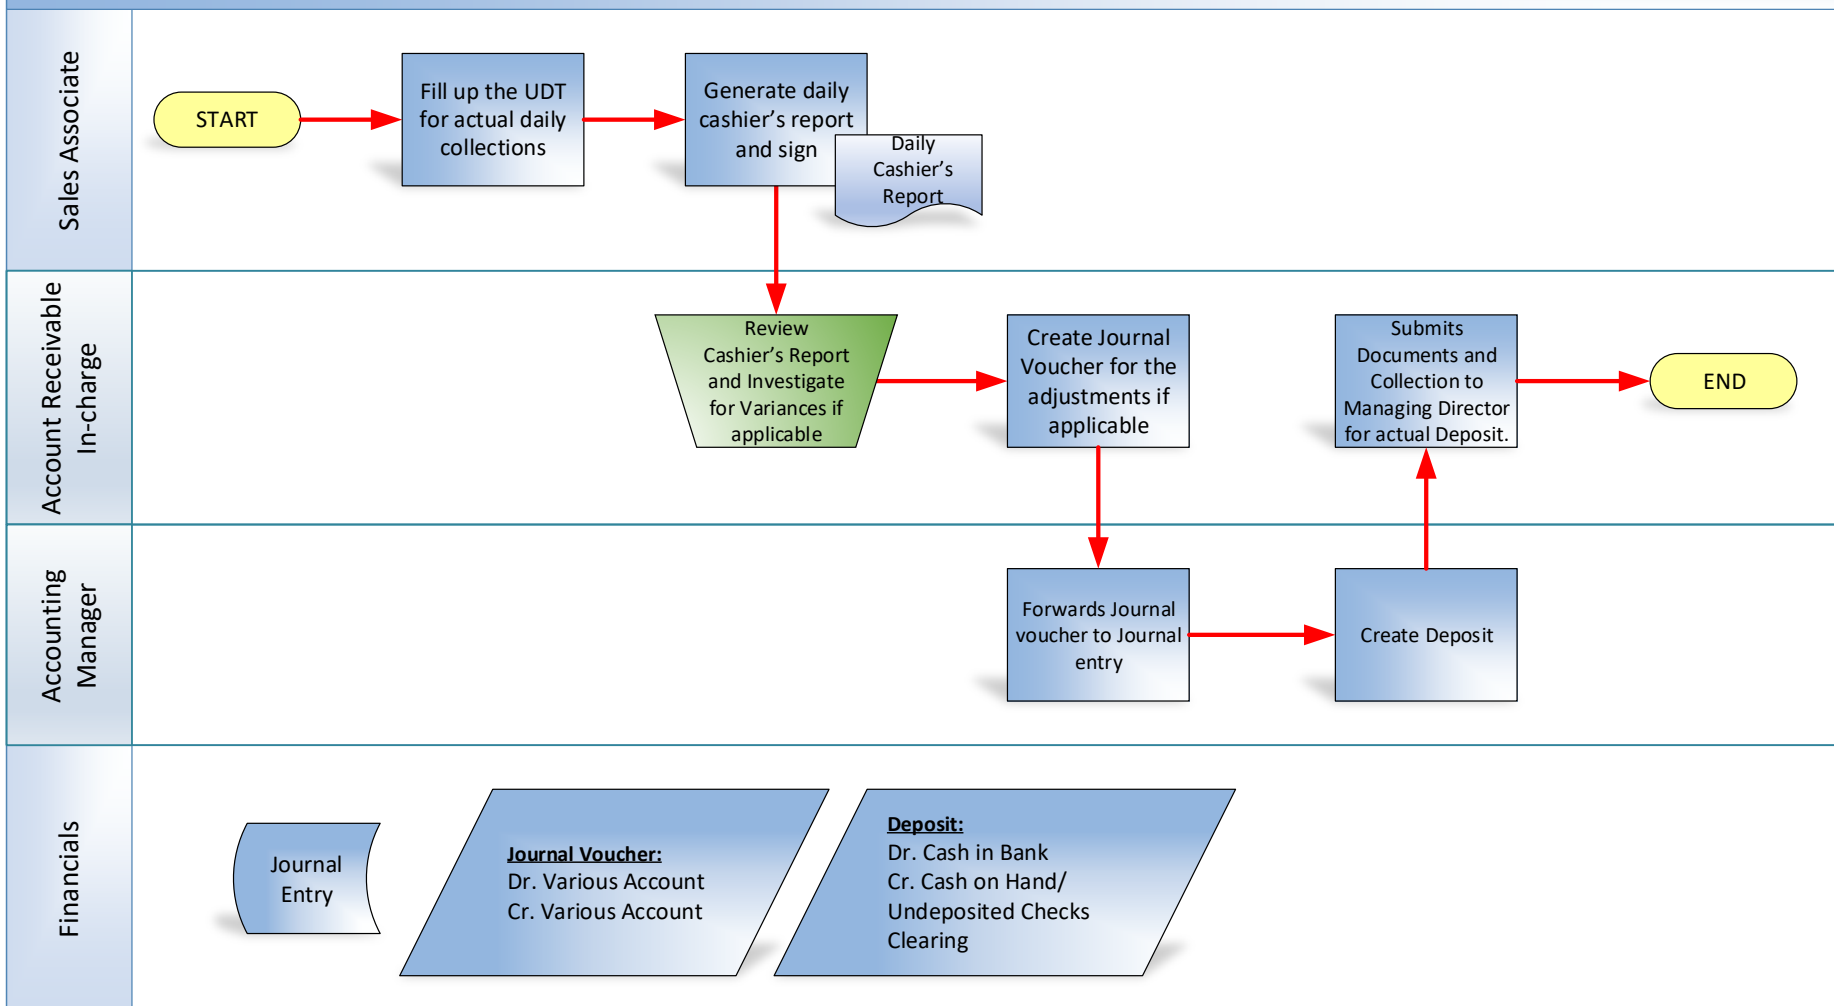 Sales Associate
START
Fill up the UDT
for actual daily
collections
Generate daily
cashier's report
and sign
Daily
Cashier's
Report
Account Receivable
In-charge
Review
Cashier's Report
and Investigate
for Variances if
applicable
Create Journal
Voucher for the
adjustments if
applicable
Submits
Documents and
Collection to
Managing Director
for actual Deposit.
END
Accounting
Manager
Forwards Journal
voucher to Journal
entry
Create Deposit
Financials
Journal
Entry
Journal Voucher:
Dr. Various Account
Cr. Various Account
Deposit:
Dr. Cash in Bank
Cr. Cash on Hand/
Undeposited Checks
Clearing